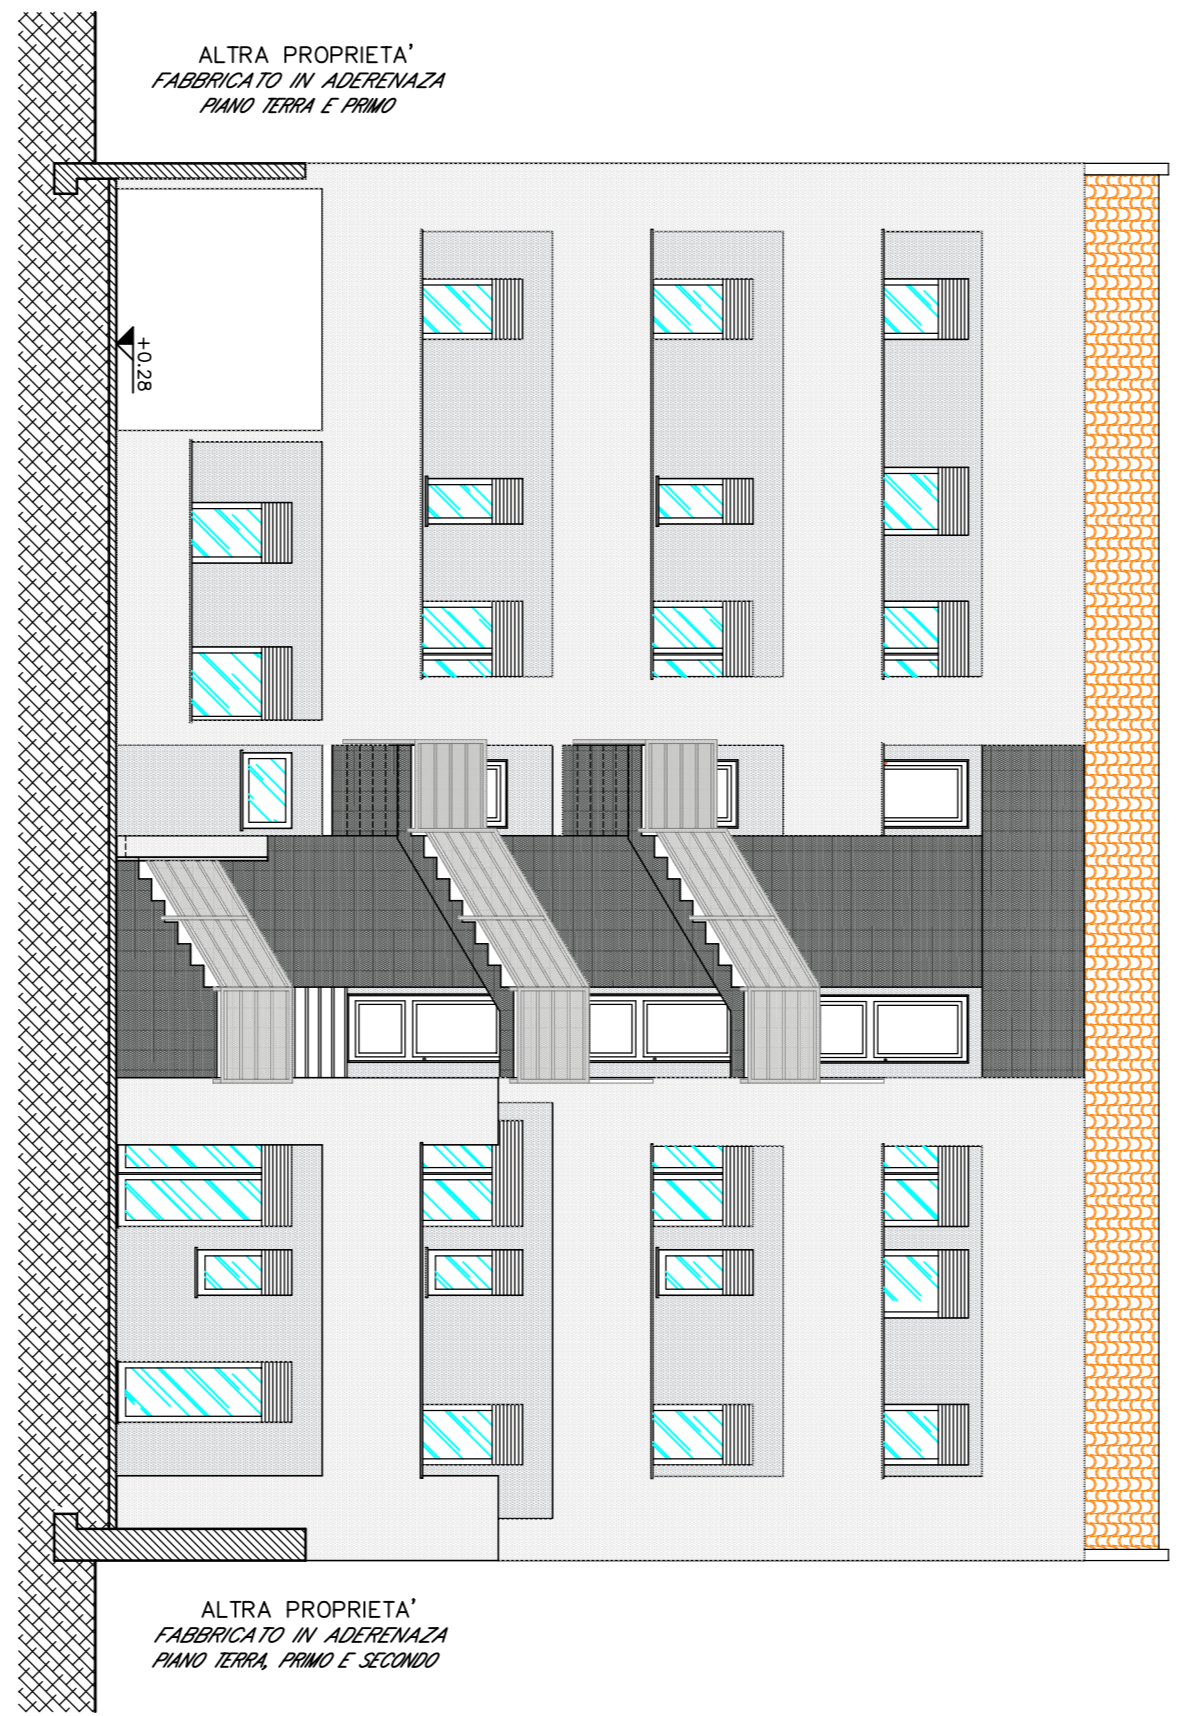 ALTRA PROPRIETA'
FABBRICATO IN ADERENAZA
PIANO TERRA E PRIMO
+0.28
ALTRA PROPRIETA'
FABBRICATO IN ADERENAZA
PIANO TERRA, PRIMO E SECONDO